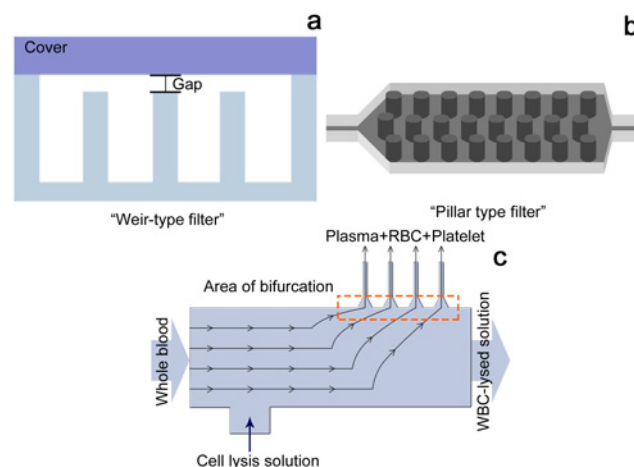 a
b
Cover
Gap
“Weir-type filter”
“Pillar type filter”
Plasma+RBC+Platelet
c
Area of bifurcation
Whole blood
WBC-lysed solution
Cell lysis solution